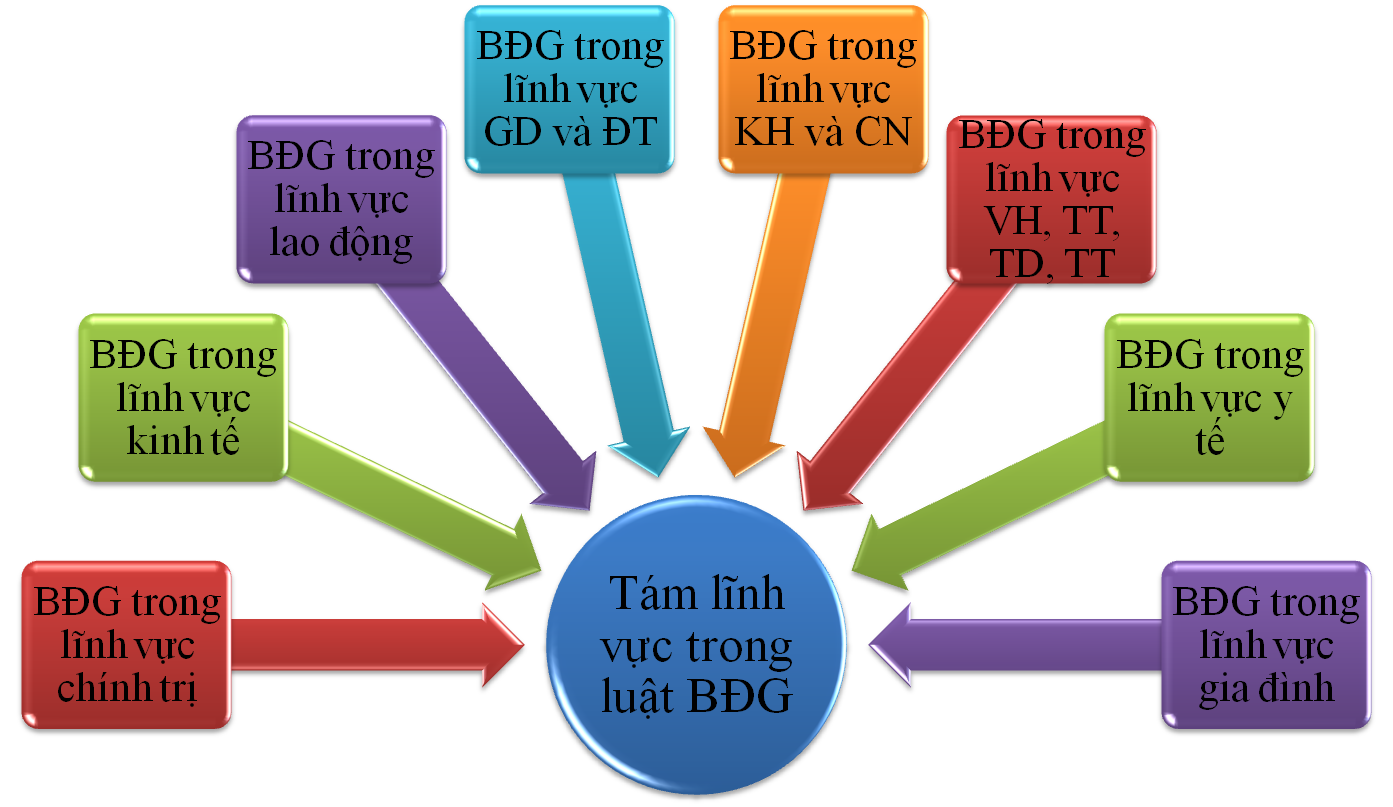 BĐG trong
lĩnh vực
chính trị
BĐG trong
lĩnh vực
kinh tế
BĐG trong
lĩnh vực
lao động
BĐG trong
lĩnh vực
GD và ĐT
BĐG trong
lĩnh vực
KH và CN
BĐG trong
lĩnh vực
VH, TT,
TD, TT
BĐG trong
lĩnh vực y
tế
BĐG trong
lĩnh vực
gia đình
Tám lĩnh
vực trong
luật BĐG